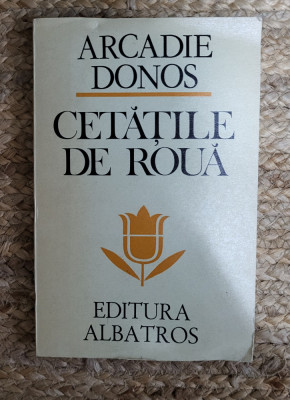 ARCADIE
DONOS
CETĂȚILE
DE ROUĂ
EDITURA
ALBATROS